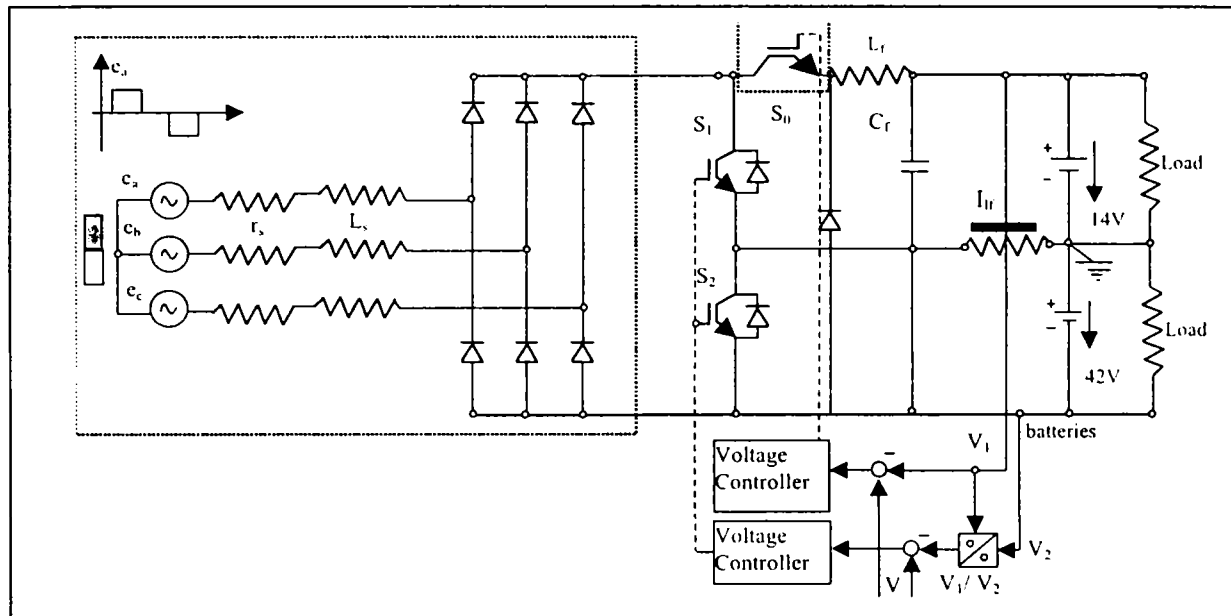 e_a
e_a
e_b
e_c
r_s
L_s
S_0
S_1
S_2
L_f
C_f
I_lf
+
-
14V
Load
+
-
42V
Load
batteries
V_1
-
Voltage
Controller
-
Voltage
Controller
V
V_1/ V_2
V_2